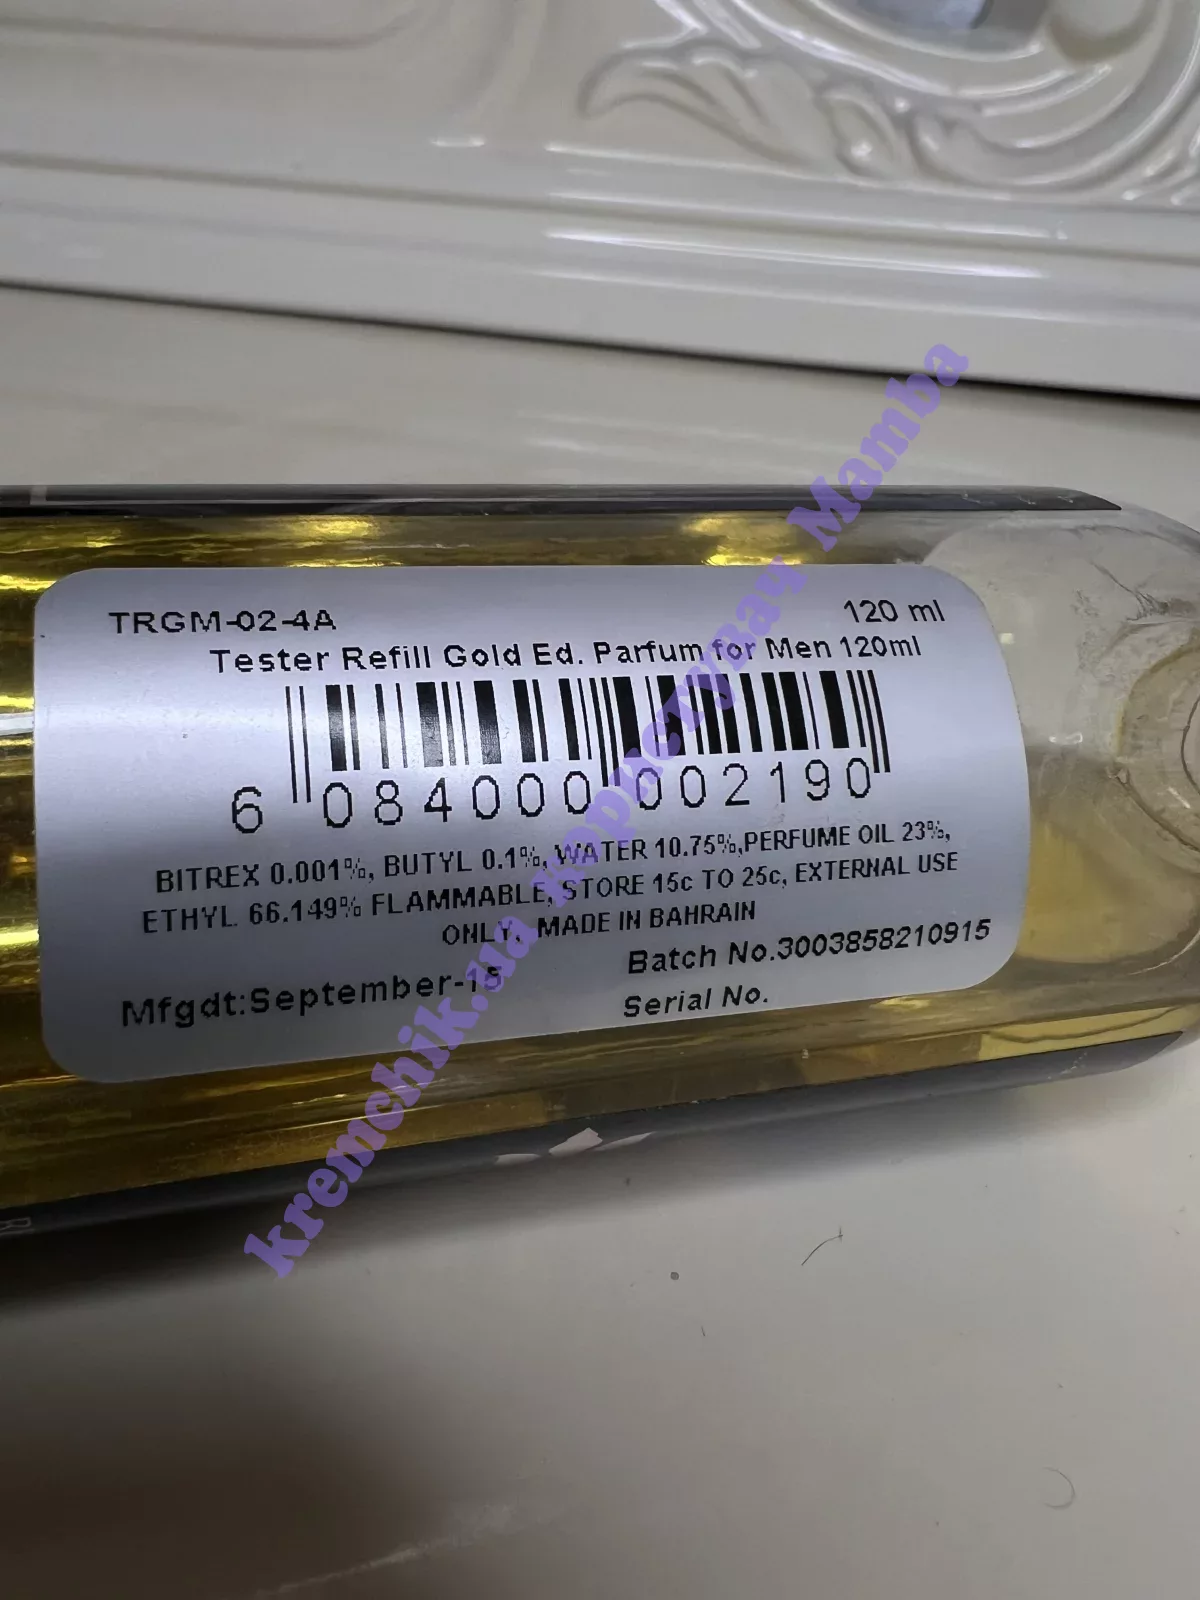 TRGM-02-4A
120 ml
Tester Refill Gold Ed. Parfum for Men 120ml
6 084000 002190
BITREX 0.001%, BUTYL 0.1%, WATER 10.75%,PERFUME OIL 23%,
ETHYL 66.149% FLAMMABLE, STORE 15c TO 25c, EXTERNAL USE
ONLY, MADE IN BAHRAIN
Mfgdt:September-15
Batch No.3003858210915
Serial No.
kremchik.ua парнетувау Mamba